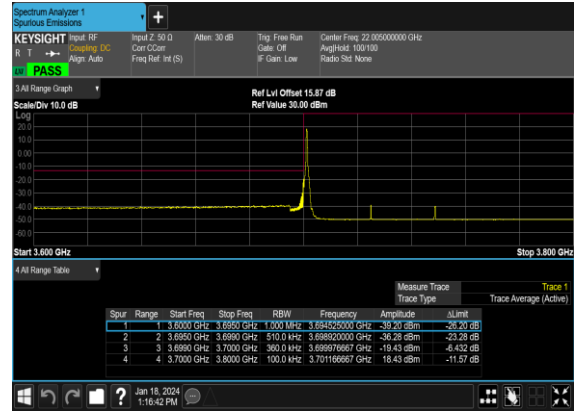 Spectrum Analyzer 1
Spurious Emissions
+
KEYSIGHT Input: RF Input Z: 50 Ω Atten: 30 dB Trig: Free Run Center Freq: 22.005000000 GHz
R T Coupling: DC Corr CCorr Gate: Off Avg|Hold: 100/100
Align: Auto Freq Ref: Int (S) IF Gain: Low Radio Std: None
PASS
3 All Range Graph
Ref Lvl Offset 15.87 dB
Scale/Div 10.0 dB Ref Value 30.00 dBm
Log
20.0
10.0
0.00
-10.0
-20.0
-30.0
-40.0
-50.0
-60.0
Start 3.600 GHz Stop 3.800 GHz
4 All Range Table
Measure Trace Trace 1
Trace Type Trace Average (Active)
Spur Range Start Freq Stop Freq RBW Frequency Amplitude ΔLimit
1 1 3.6000 GHz 3.6950 GHz 1.000 MHz 3.694525000 GHz -39.20 dBm -26.20 dB
2 2 3.6950 GHz 3.6990 GHz 510.0 kHz 3.698920000 GHz -36.28 dBm -23.28 dB
3 3 3.6990 GHz 3.7000 GHz 360.0 kHz 3.699976667 GHz -19.43 dBm -6.432 dB
4 4 3.7000 GHz 3.8000 GHz 100.0 kHz 3.701166667 GHz 18.43 dBm -11.57 dB
? Jan 18, 2024
1:16:42 PM